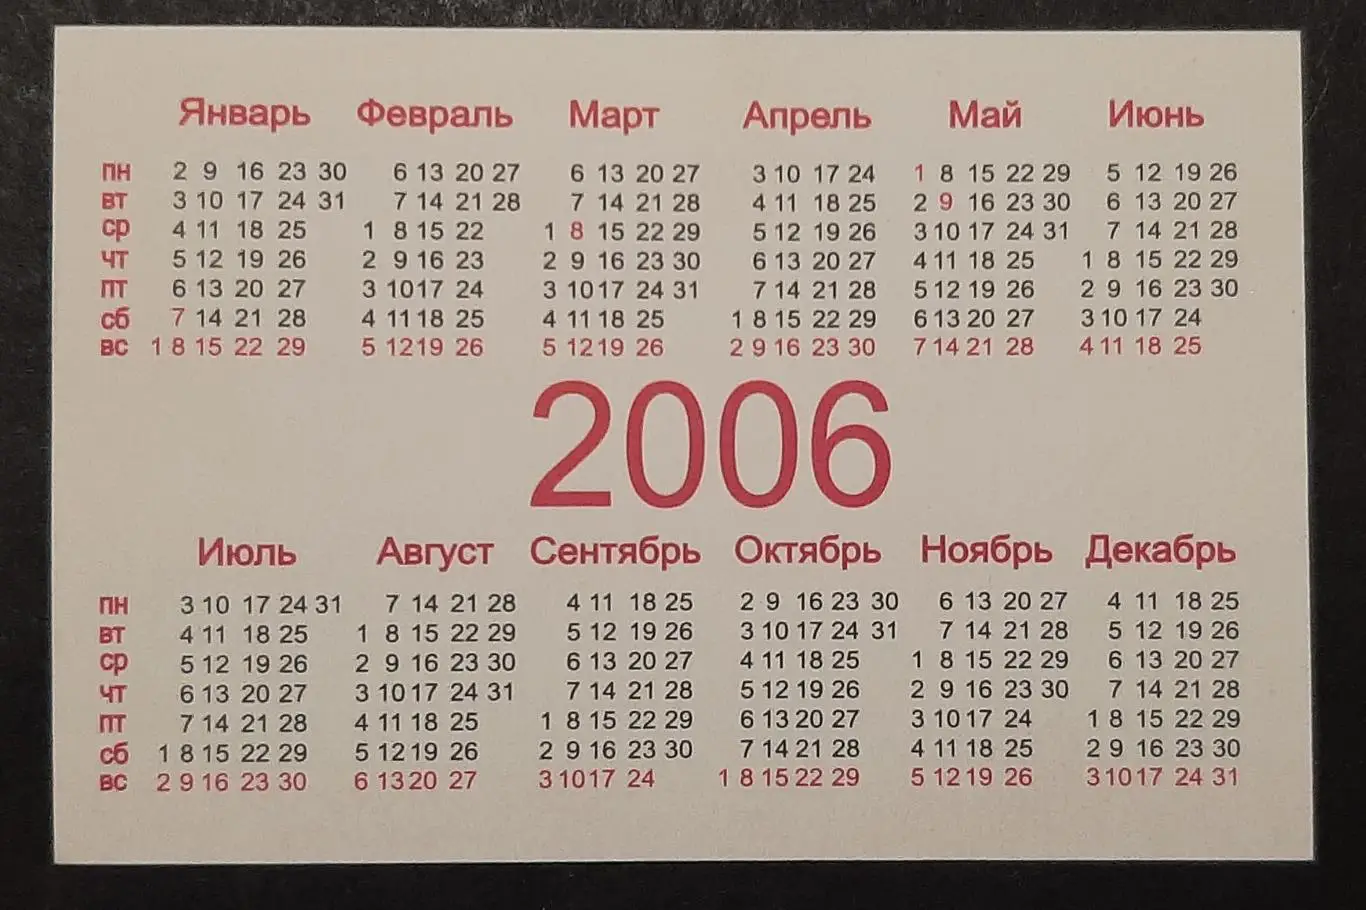 Январь Февраль Март Апрель Май Июнь
пн 2 9 16 23 30 6 13 20 27 6 13 20 27 3 10 17 24 1 8 15 22 29 5 12 19 26
вт 3 10 17 24 31 7 14 21 28 7 14 21 28 4 11 18 25 2 9 16 23 30 6 13 20 27
ср 4 11 18 25 1 8 15 22 1 8 15 22 29 5 12 19 26 3 10 17 24 31 7 14 21 28
чт 5 12 19 26 2 9 16 23 2 9 16 23 30 6 13 20 27 4 11 18 25 1 8 15 22 29
пт 6 13 20 27 3 10 17 24 3 10 17 24 31 7 14 21 28 5 12 19 26 2 9 16 23 30
сб 7 14 21 28 4 11 18 25 4 11 18 25 1 8 15 22 29 6 13 20 27 3 10 17 24
вс 1 8 15 22 29 5 12 19 26 5 12 19 26 2 9 16 23 30 7 14 21 28 4 11 18 25
2006
Июль Август Сентябрь Октябрь Ноябрь Декабрь
пн 3 10 17 24 31 7 14 21 28 4 11 18 25 2 9 16 23 30 6 13 20 27 4 11 18 25
вт 4 11 18 25 1 8 15 22 29 5 12 19 26 3 10 17 24 31 7 14 21 28 5 12 19 26
ср 5 12 19 26 2 9 16 23 30 6 13 20 27 4 11 18 25 1 8 15 22 29 6 13 20 27
чт 6 13 20 27 3 10 17 24 31 7 14 21 28 5 12 19 26 2 9 16 23 30 7 14 21 28
пт 7 14 21 28 4 11 18 25 1 8 15 22 29 6 13 20 27 3 10 17 24 1 8 15 22 29
сб 1 8 15 22 29 5 12 19 26 2 9 16 23 30 7 14 21 28 4 11 18 25 2 9 16 23 30
вс 2 9 16 23 30 6 13 20 27 3 10 17 24 1 8 15 22 29 5 12 19 26 3 10 17 24 31